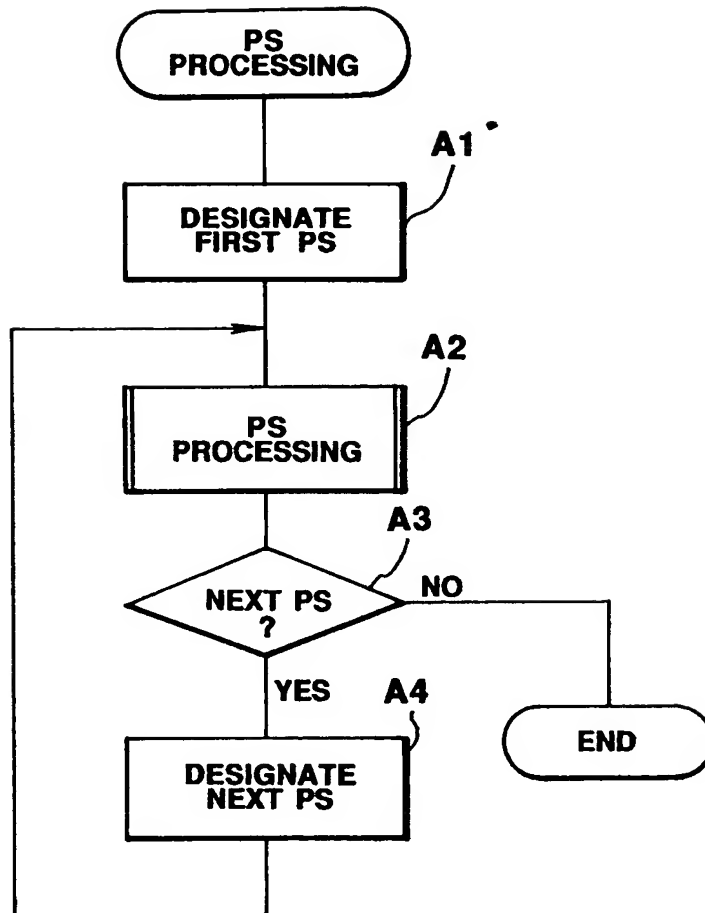 PS
PROCESSING
A1
DESIGNATE
FIRST PS
A2
PS
PROCESSING
A3
NEXT PS
?
NO
YES
A4
DESIGNATE
NEXT PS
END